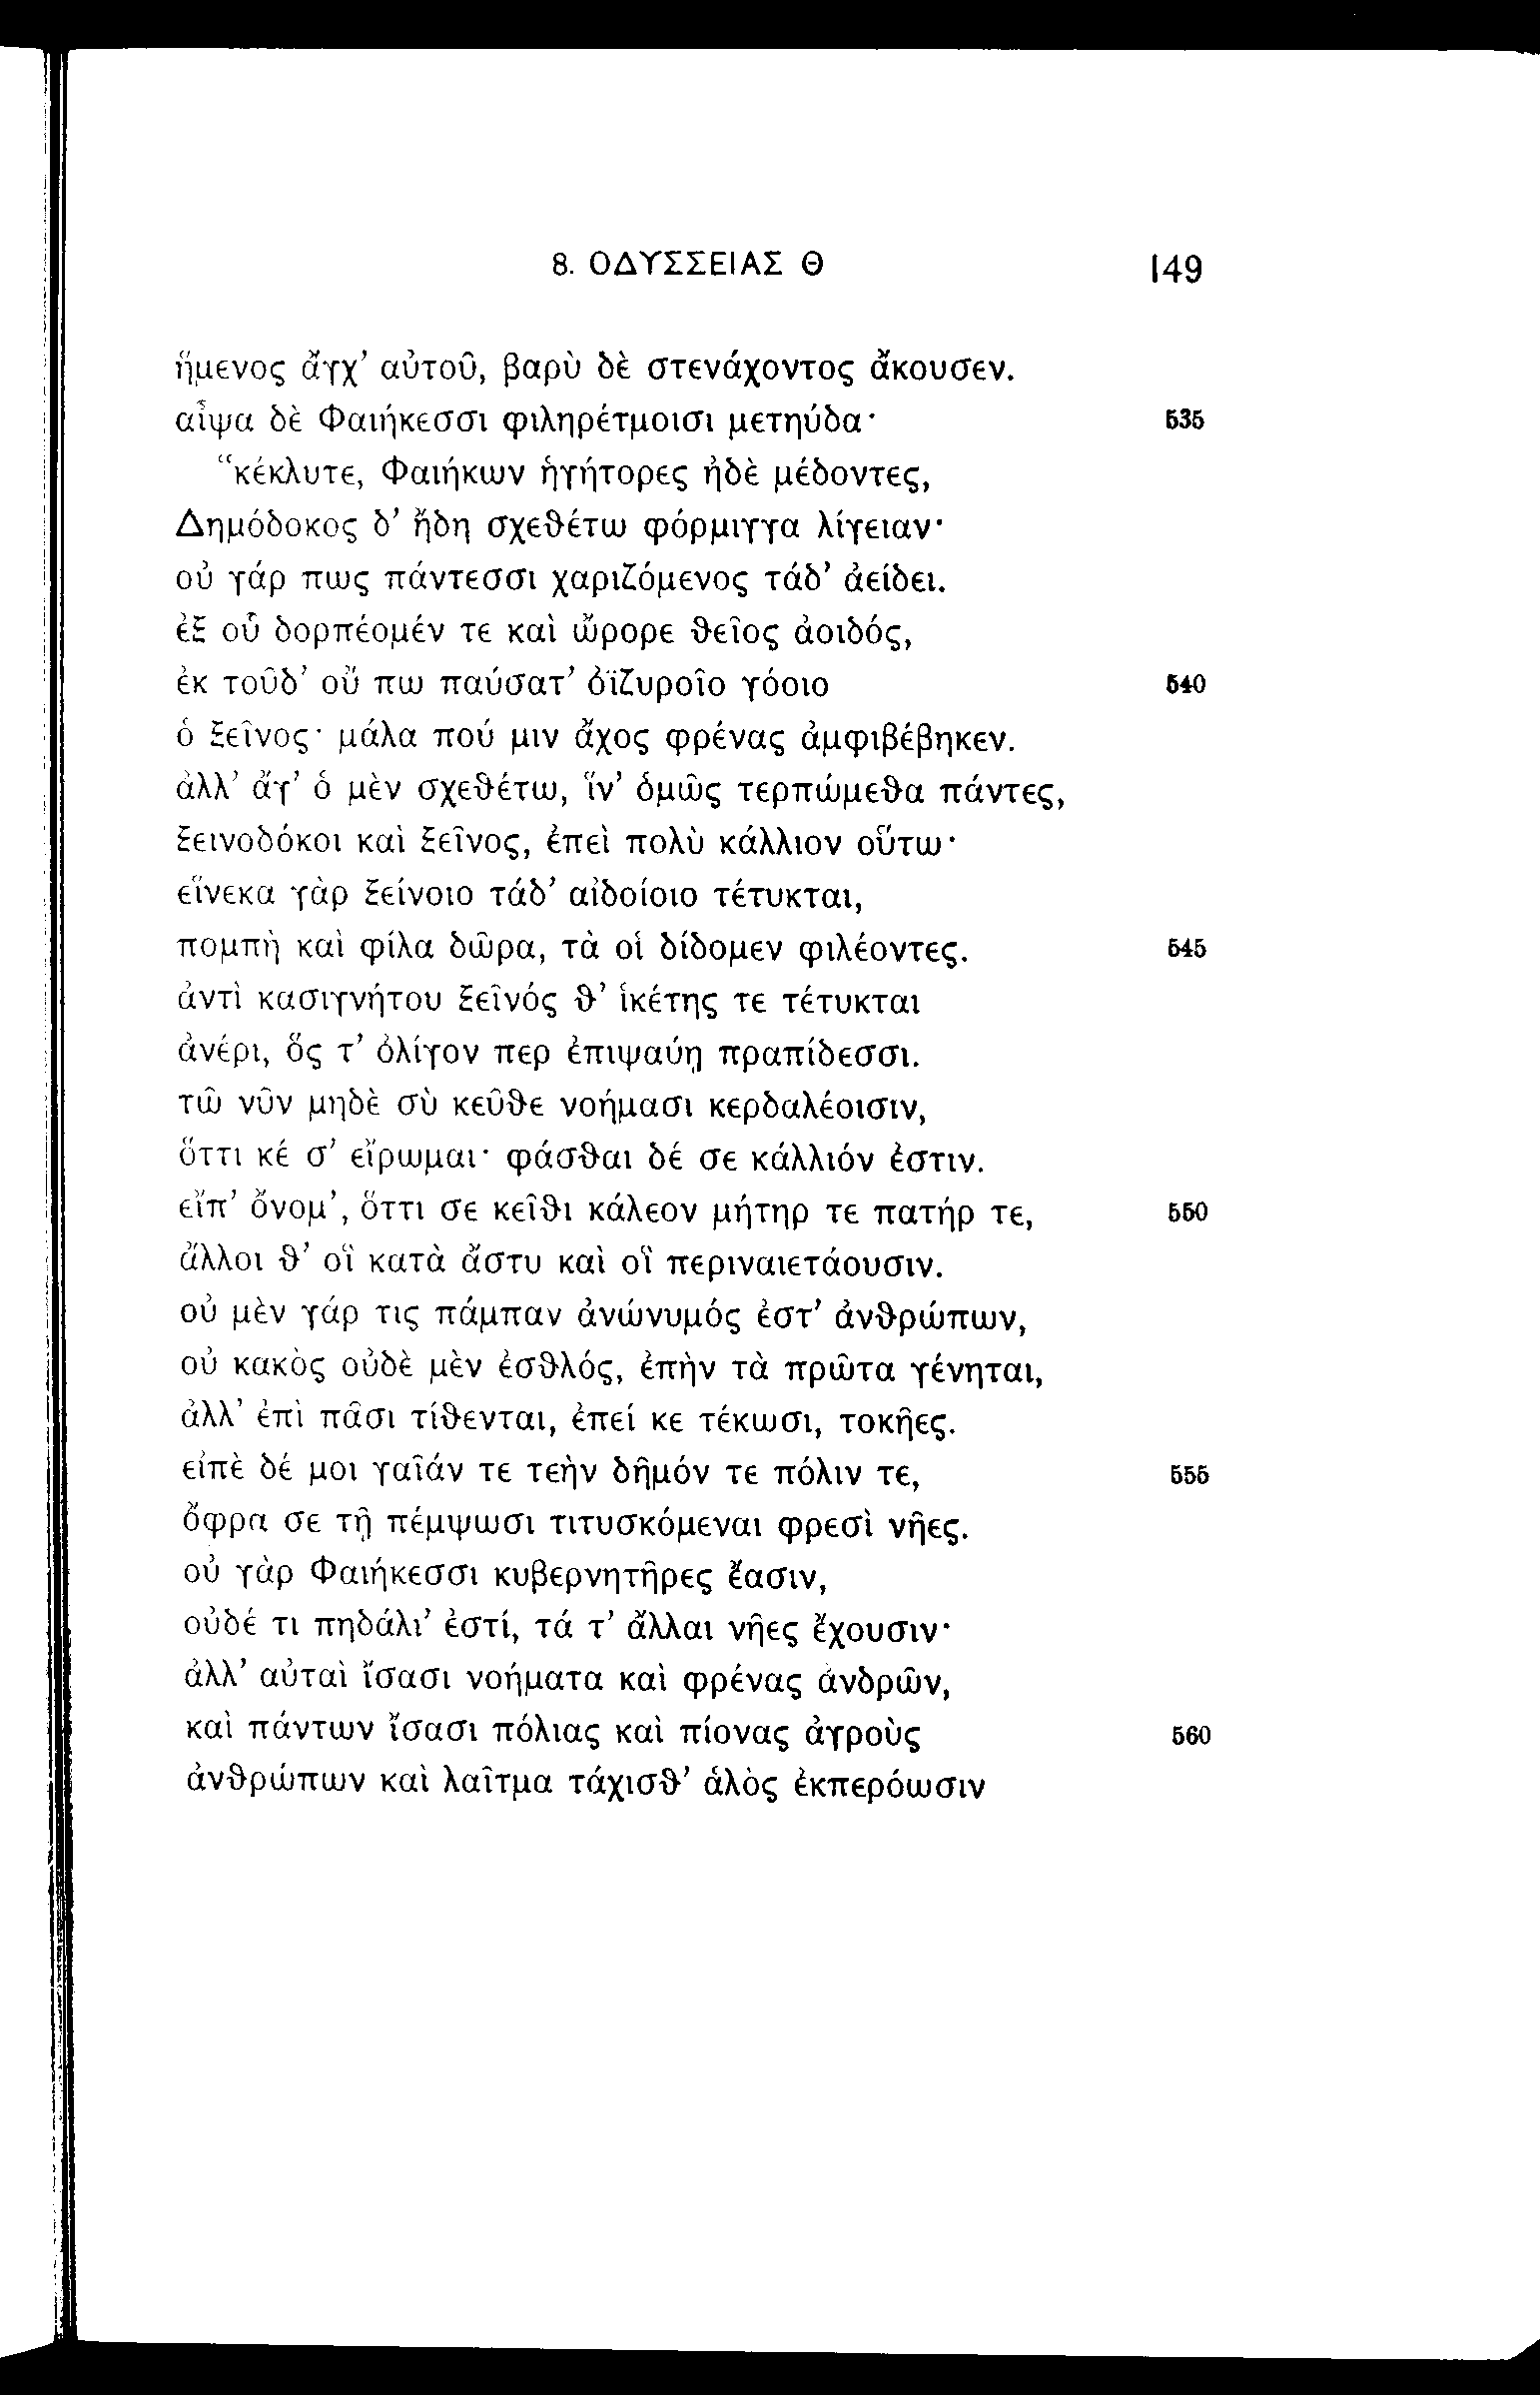 8. ΟΔΥΣΣΕΙΑΣ Θ 149
ἥμενος ἄγχ’ αὐτοῦ, βαρὺ δὲ στενάχοντος ἄκουσεν.
αἶψα δὲ Φαιήκεσσι φιληρέτμοισι μετηύδα· 535
“κέκλυτε, Φαιήκων ἡγήτορες ἠδὲ μέδοντες,
Δημόδοκος δ’ ἤδη σχεθέτω φόρμιγγα λίγειαν·
οὐ γάρ πως πάντεσσι χαριζόμενος τάδ’ ἀείδει.
ἐξ οὗ δορπέομέν τε καὶ ὤρορε θεῖος ἀοιδός,
ἐκ τοῦδ’ οὔ πω παύσατ’ ὀϊζυροῖο γόοιο 540
ὁ ξεῖνος· μάλα πού μιν ἄχος φρένας ἀμφιβέβηκεν.
ἀλλ’ ἄγ’ ὁ μὲν σχεθέτω, ἵν’ ὁμῶς τερπώμεθα πάντες,
ξεινοδόκοι καὶ ξεῖνος, ἐπεὶ πολὺ κάλλιον οὕτω·
εἵνεκα γὰρ ξείνοιο τάδ’ αἰδοίοιο τέτυκται,
πομπὴ καὶ φίλα δῶρα, τὰ οἱ δίδομεν φιλέοντες. 545
ἀντὶ κασιγνήτου ξεῖνός θ’ ἱκέτης τε τέτυκται
ἀνέρι, ὅς τ’ ὀλίγον περ ἐπιψαύῃ πραπίδεσσι.
τῶ νῦν μηδὲ σὺ κεῦθε νοήμασι κερδαλέοισιν,
ὅττι κέ σ’ εἴρωμαι· φάσθαι δέ σε κάλλιόν ἐστιν.
εἴπ’ ὄνομ’, ὅττι σε κεῖθι κάλεον μήτηρ τε πατήρ τε, 550
ἄλλοι θ’ οἳ κατὰ ἄστυ καὶ οἳ περιναιετάουσιν.
οὐ μὲν γάρ τις πάμπαν ἀνώνυμός ἐστ’ ἀνθρώπων,
οὐ κακὸς οὐδὲ μὲν ἐσθλός, ἐπὴν τὰ πρῶτα γένηται,
ἀλλ’ ἐπὶ πᾶσι τίθενται, ἐπεί κε τέκωσι, τοκῆες.
εἰπὲ δέ μοι γαῖάν τε τεὴν δῆμόν τε πόλιν τε, 555
ὄφρα σε τῇ πέμψωσι τιτυσκόμεναι φρεσὶ νῆες.
οὐ γὰρ Φαιήκεσσι κυβερνητῆρες ἔασιν,
οὐδέ τι πηδάλι’ ἐστί, τά τ’ ἄλλαι νῆες ἔχουσιν·
ἀλλ’ αὐταὶ ἴσασι νοήματα καὶ φρένας ἀνδρῶν,
καὶ πάντων ἴσασι πόλιας καὶ πίονας ἀγροὺς 560
ἀνθρώπων καὶ λαῖτμα τάχισθ’ ἁλὸς ἐκπερόωσιν